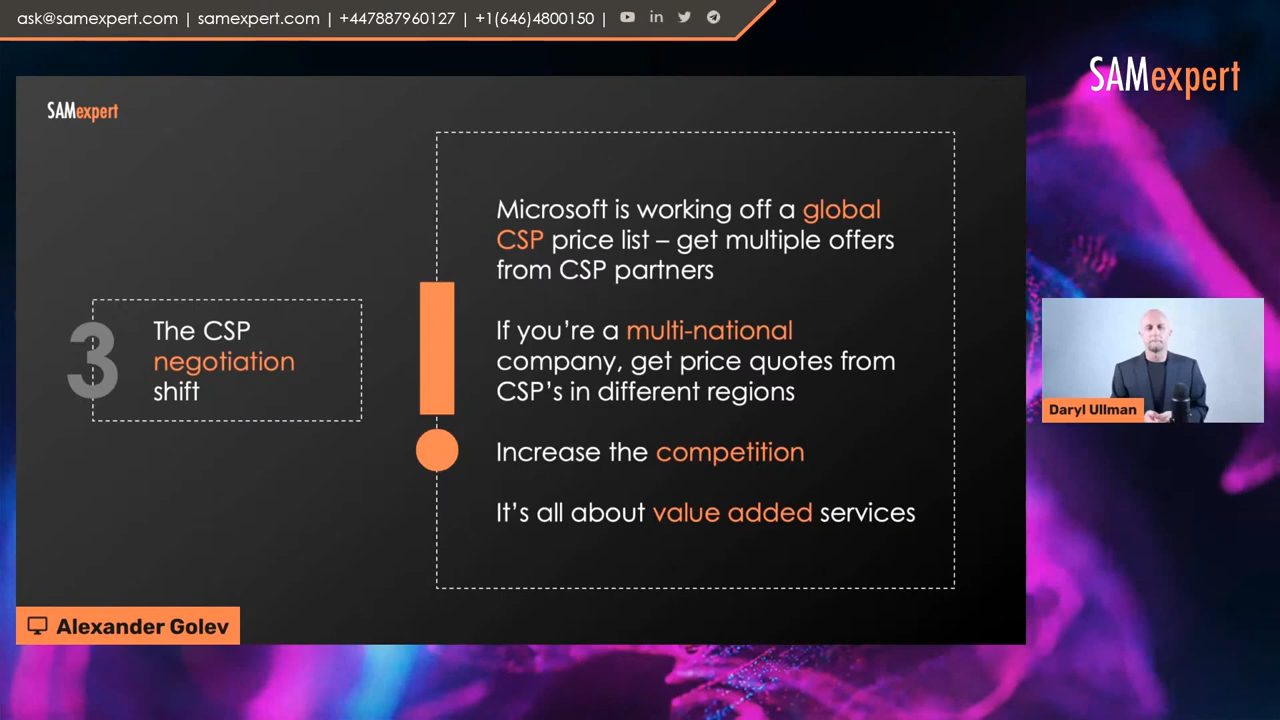 ask@samexpert.com | samexpert.com | +447887960127 | +1(646)4800150 |
SAMexpert
SAMexpert
3
The CSP
negotiation
shift
Microsoft is working off a global
CSP price list – get multiple offers
from CSP partners
If you’re a multi-national
company, get price quotes from
CSP’s in different regions
Increase the competition
It’s all about value added services
Daryl Ullman
Alexander Golev